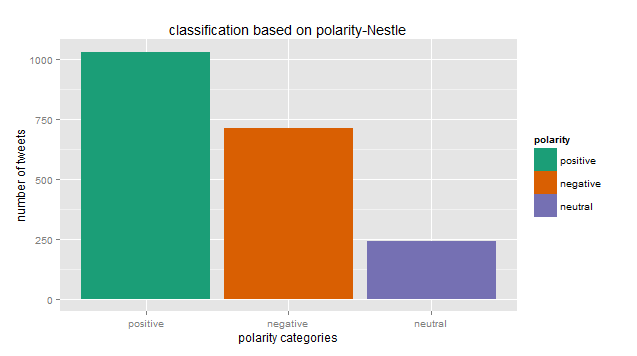 classification based on polarity-Nestle
number of tweets
1000
750
500
250
0
positive
negative
neutral
polarity categories
polarity
positive
negative
neutral